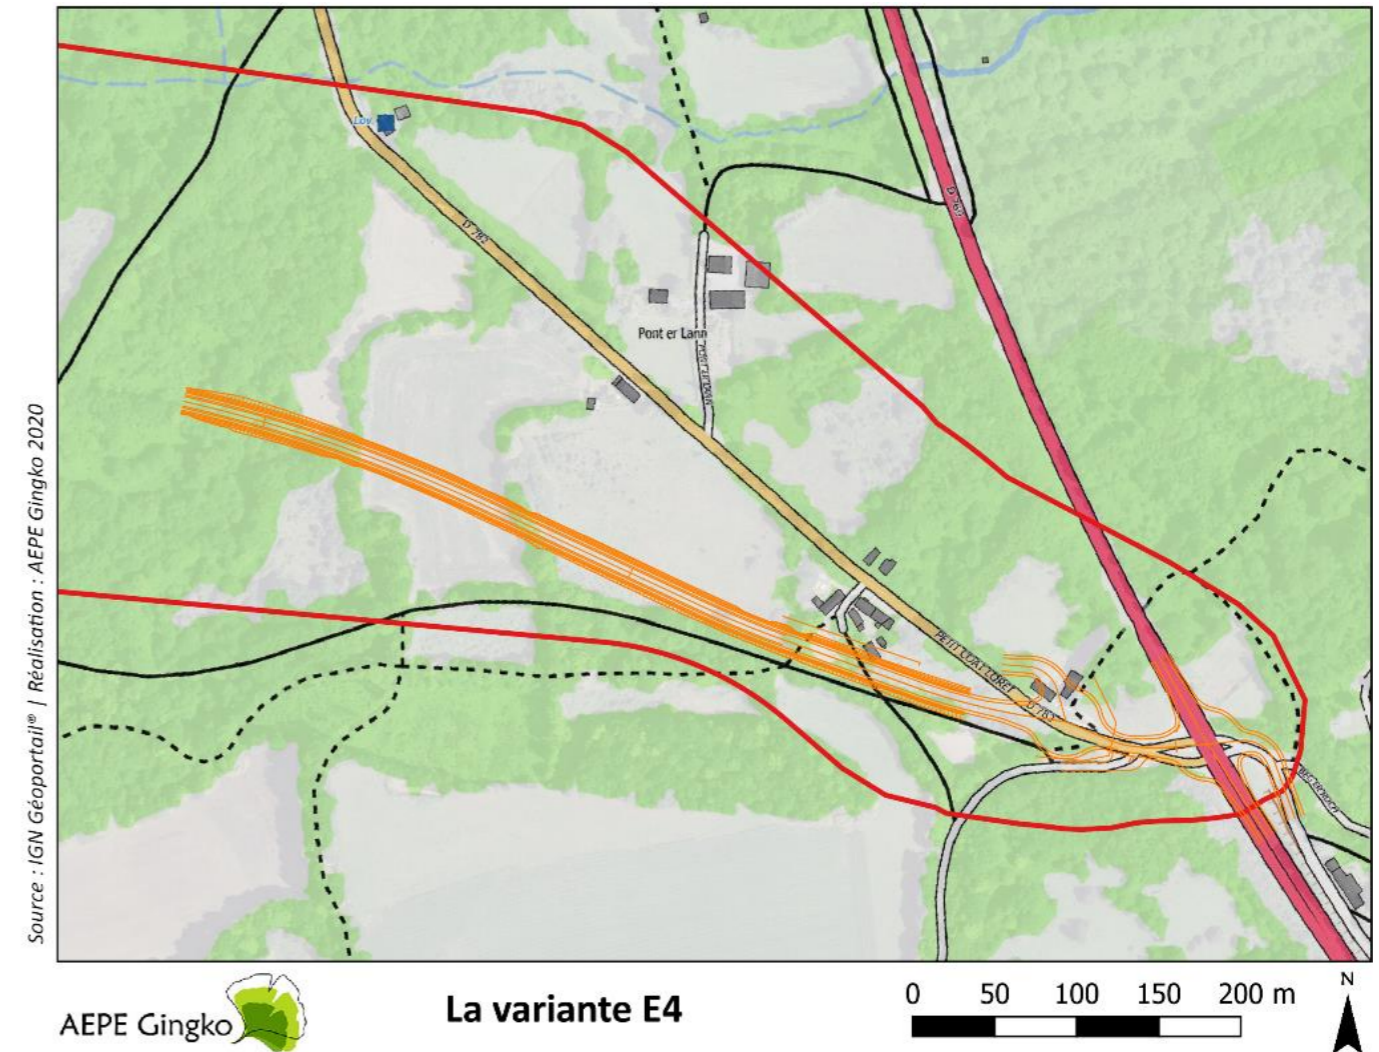 Lav.
D 782
D 767
Pont er Lann
PETIT COAT LORET
D 782
Source : IGN Géoportail® | Réalisation : AEPE Gingko 2020
AEPE Gingko
La variante E4
0 50 100 150 200 m
N